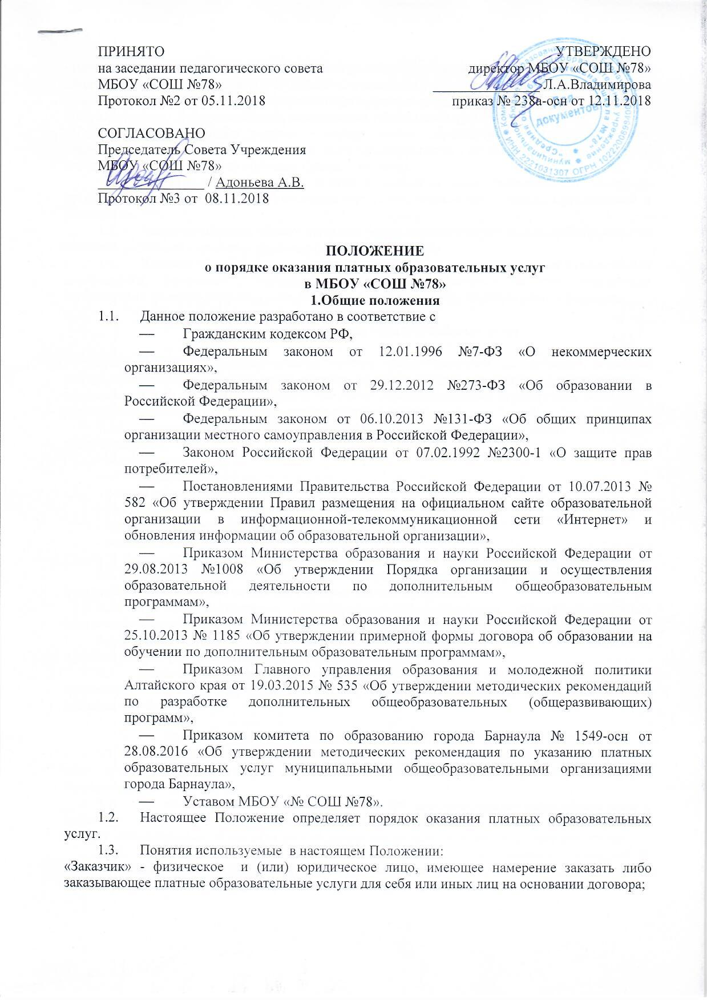 ПРИНЯТО
на заседании педагогического совета
МБОУ «СОШ №78»
Протокол №2 от 05.11.2018
УТВЕРЖДЕНО
директор МБОУ «СОШ №78»
Л.А.Владимирова
приказ № 238а-осн от 12.11.2018
Для
документов
ИНН 2221031307 ОГРН
СОГЛАСОВАНО
Председатель Совета Учреждения
МБОУ «СОШ №78»
_______________ / Адоньева А.В.
Протокол №3 от 08.11.2018
ПОЛОЖЕНИЕ
о порядке оказания платных образовательных услуг
в МБОУ «СОШ №78»
1.Общие положения
1.1. Данное положение разработано в соответствие с
— Гражданским кодексом РФ,
— Федеральным законом от 12.01.1996 №7-ФЗ «О некоммерческих
организациях»,
— Федеральным законом от 29.12.2012 №273-ФЗ «Об образовании в
Российской Федерации»,
— Федеральным законом от 06.10.2013 №131-ФЗ «Об общих принципах
организации местного самоуправления в Российской Федерации»,
— Законом Российской Федерации от 07.02.1992 №2300-1 «О защите прав
потребителей»,
— Постановлениями Правительства Российской Федерации от 10.07.2013 №
582 «Об утверждении Правил размещения на официальном сайте образовательной
организации в информационной-телекоммуникационной сети «Интернет» и
обновления информации об образовательной организации»,
— Приказом Министерства образования и науки Российской Федерации от
29.08.2013 №1008 «Об утверждении Порядка организации и осуществления
образовательной деятельности по дополнительным общеобразовательным
программам»,
— Приказом Министерства образования и науки Российской Федерации от
25.10.2013 № 1185 «Об утверждении примерной формы договора об образовании на
обучении по дополнительным образовательным программам»,
— Приказом Главного управления образования и молодежной политики
Алтайского края от 19.03.2015 № 535 «Об утверждении методических рекомендаций
по разработке дополнительных общеобразовательных (общеразвивающих)
программ»,
— Приказом комитета по образованию города Барнаула № 1549-осн от
28.08.2016 «Об утверждении методических рекомендация по указанию платных
образовательных услуг муниципальными общеобразовательными организациями
города Барнаула»,
— Уставом МБОУ «№ СОШ №78».
1.2. Настоящее Положение определяет порядок оказания платных образовательных
услуг.
1.3. Понятия используемые в настоящем Положении:
«Заказчик» - физическое и (или) юридическое лицо, имеющее намерение заказать либо
заказывающее платные образовательные услуги для себя или иных лиц на основании договора;